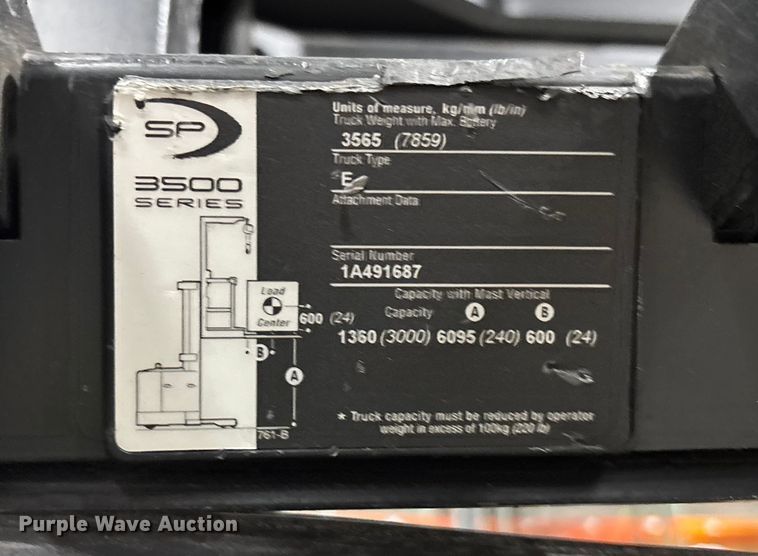 SP
3500
SERIES
Units of measure, kg/mm (lb/in)
Truck Weight with Max. Battery
3565 (7859)
Truck Type
E
Attachment Data
Serial Number
1A491687
Capacity with Mast Vertical
Capacity A B
1360 (3000) 6095 (240) 600 (24)
Load
Center
600 (24)
B
A
761-B
* Truck capacity must be reduced by operator
weight in excess of 100kg (220 lb)
Purple Wave Auction